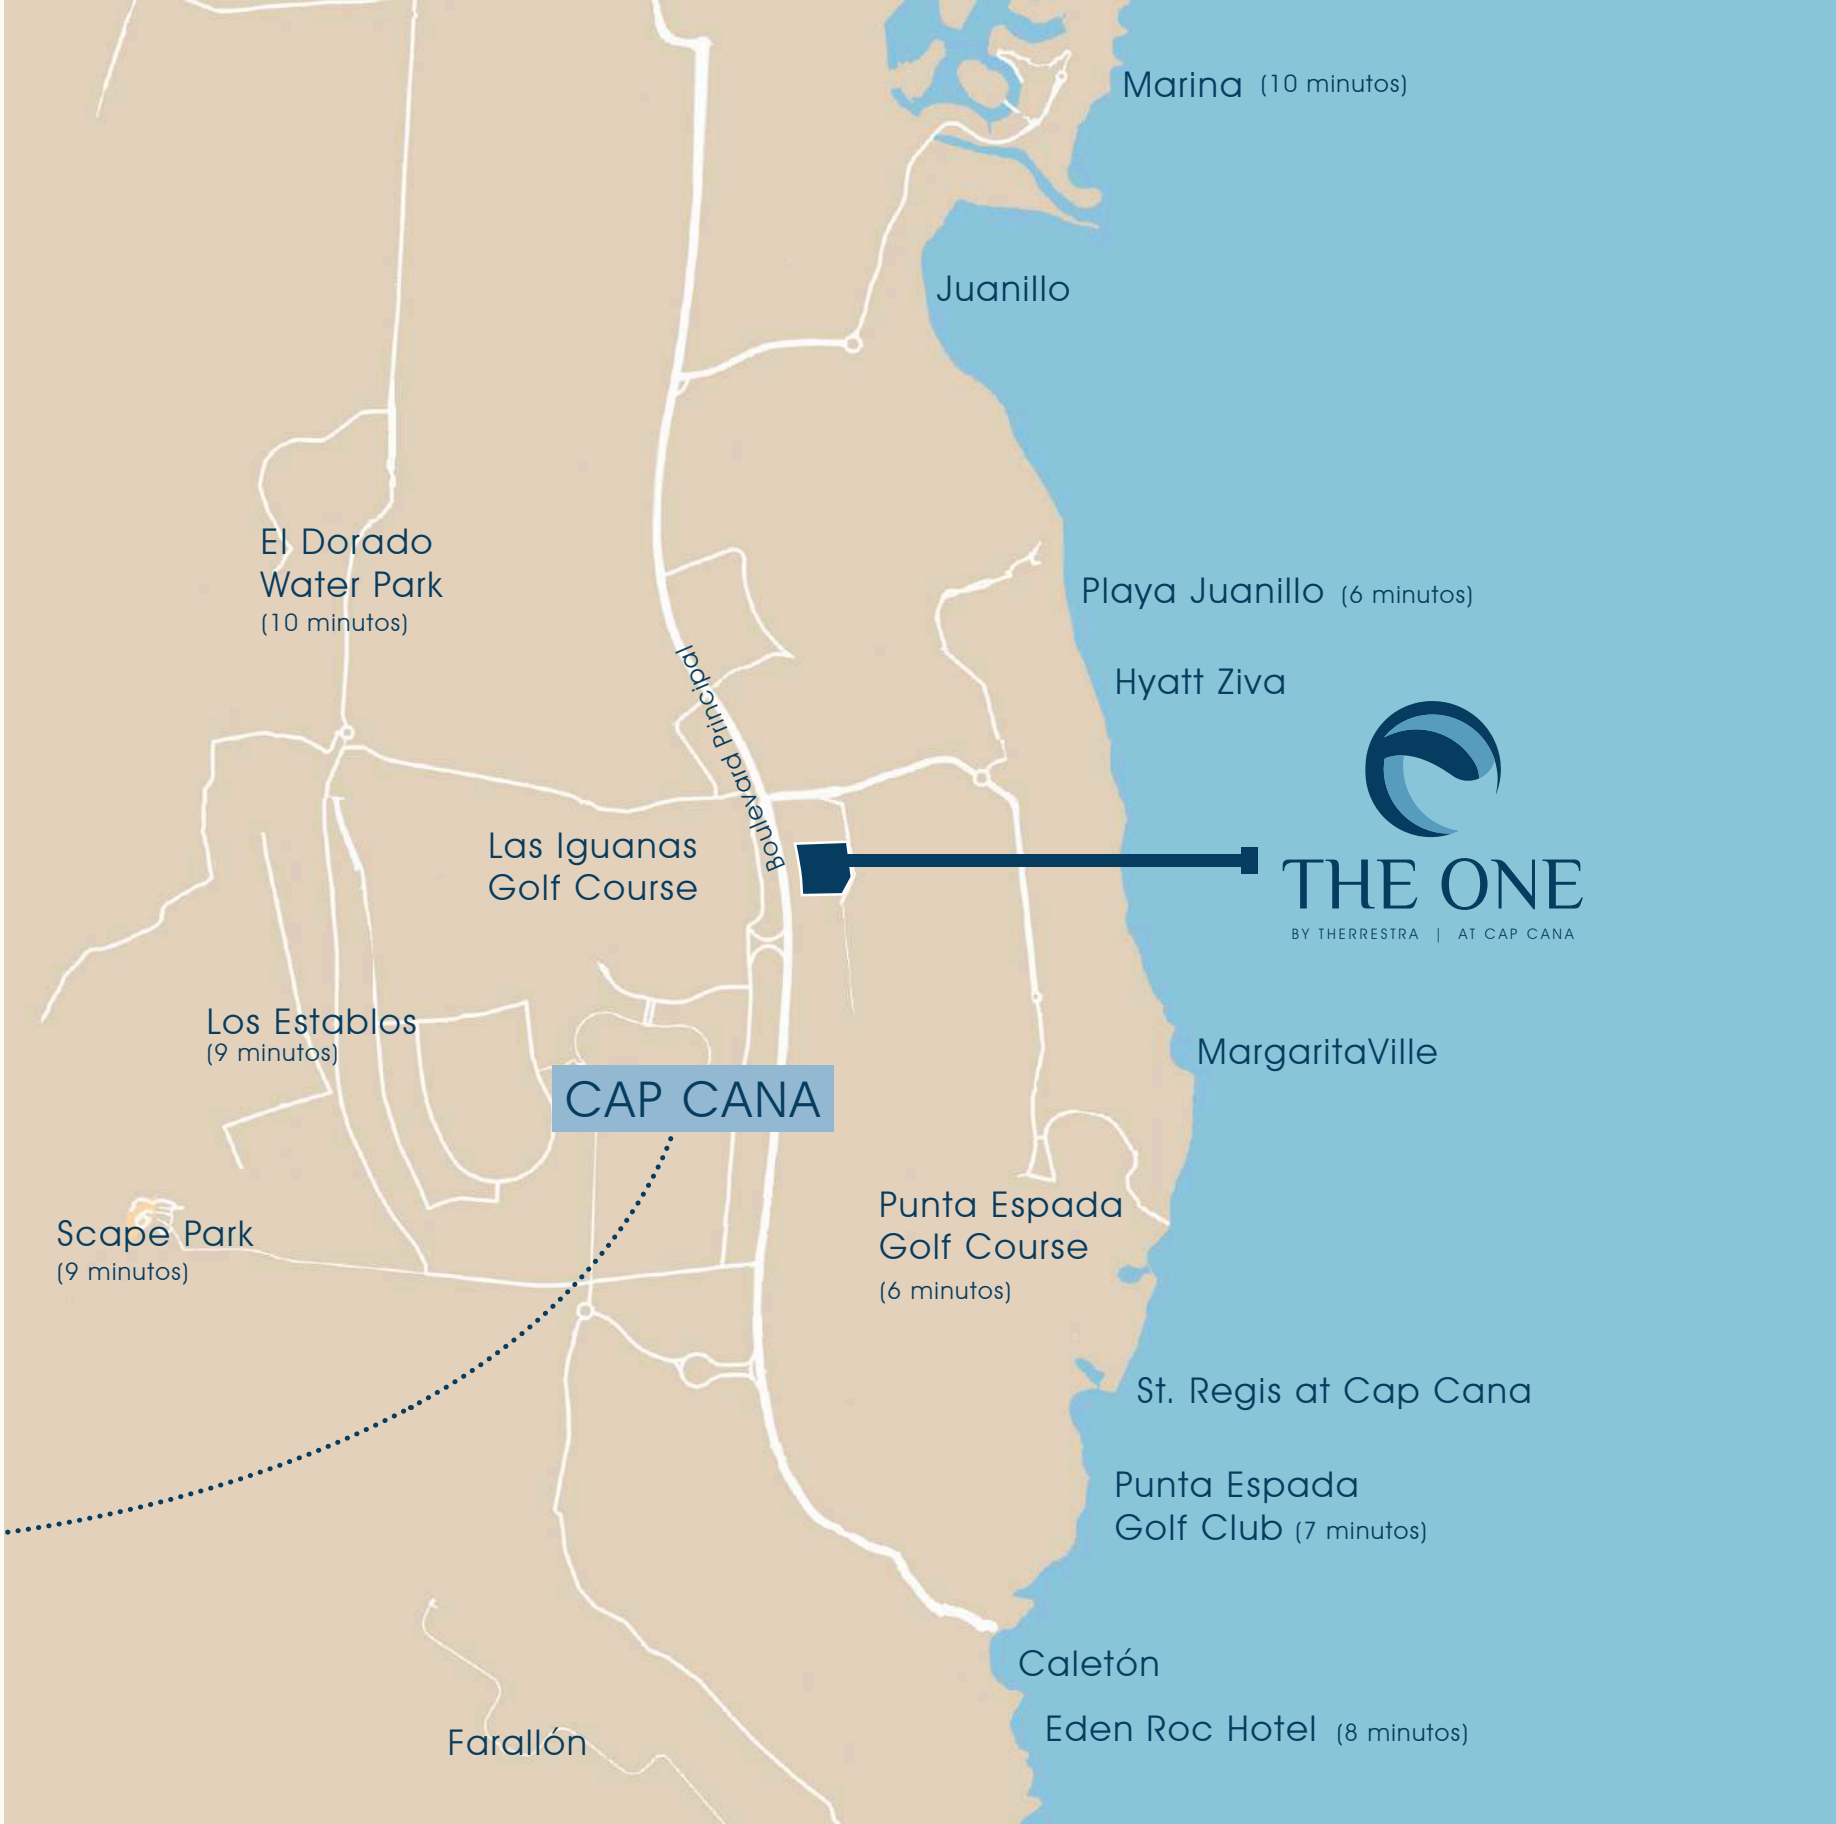 Marina (10 minutos)
Juanillo
El Dorado
Water Park
(10 minutos)
Playa Juanillo (6 minutos)
Hyatt Ziva
Boulevard Principal
Las Iguanas
Golf Course
THE ONE
BY THERRESTRA | AT CAP CANA
Los Establos
(9 minutos)
MargaritaVille
CAP CANA
Scape Park
(9 minutos)
Punta Espada
Golf Course
(6 minutos)
St. Regis at Cap Cana
Punta Espada
Golf Club (7 minutos)
Caletón
Eden Roc Hotel (8 minutos)
Farallón